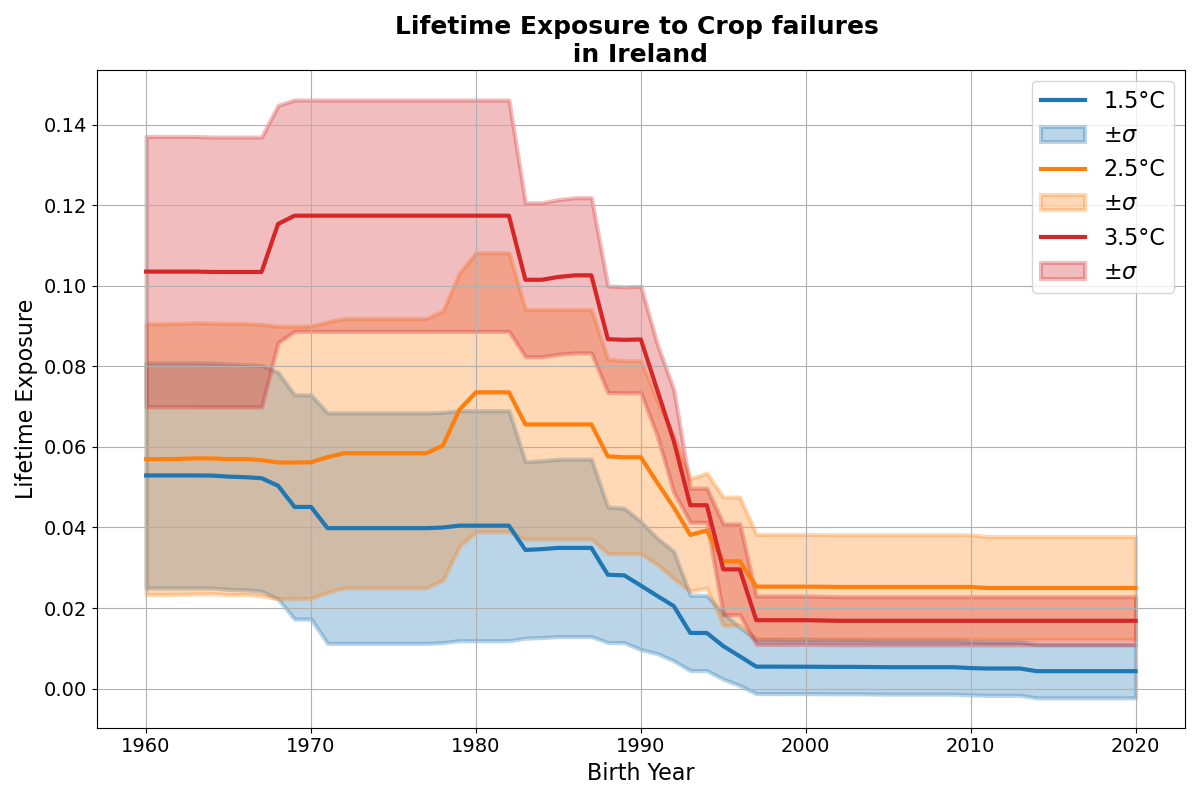 Lifetime Exposure to Crop failures
in Ireland
Lifetime Exposure
0.14
0.12
0.10
0.08
0.06
0.04
0.02
0.00
1.5°C
±σ
2.5°C
±σ
3.5°C
±σ
1960 1970 1980 1990 2000 2010 2020
Birth Year